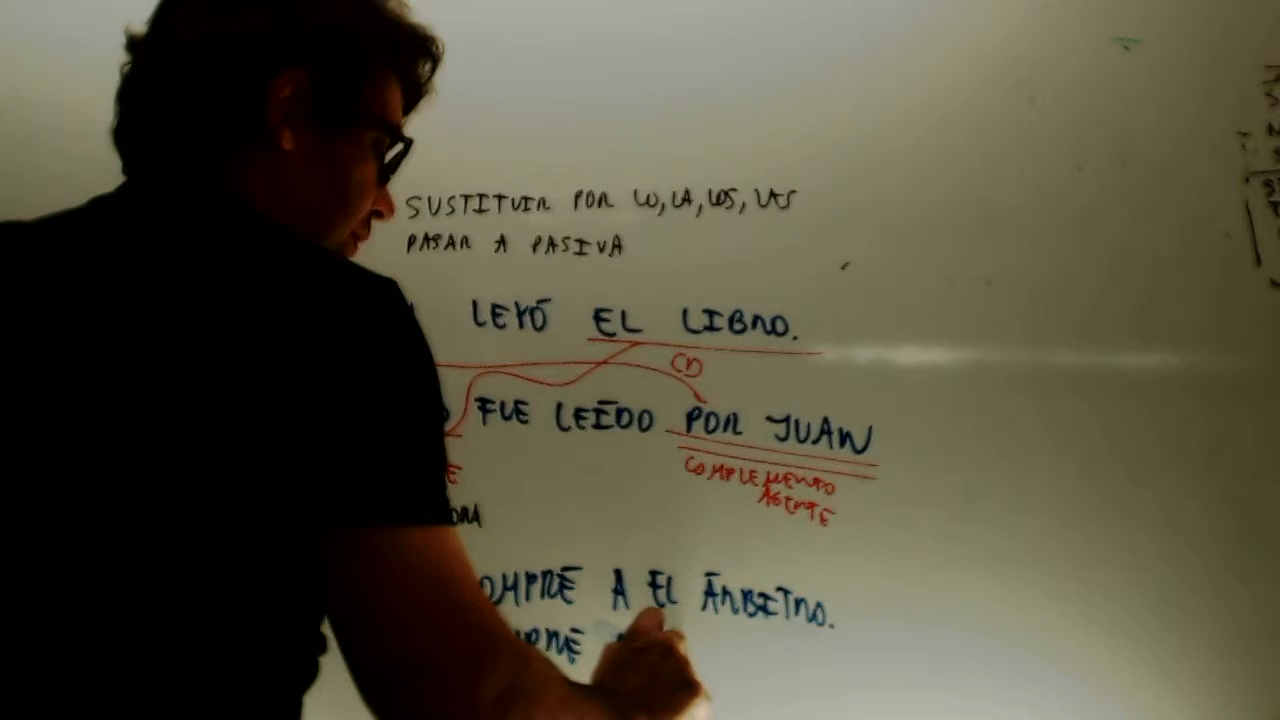 SUSTITUIR POR LO, LA, LOS, LAS
PASAR A PASIVA
LEYÓ EL LIBRO.
CD
FUE LEÍDO POR JUAN
COMPLEMENTO
AGENTE
OMPRÉ A EL ÁRBITRO.